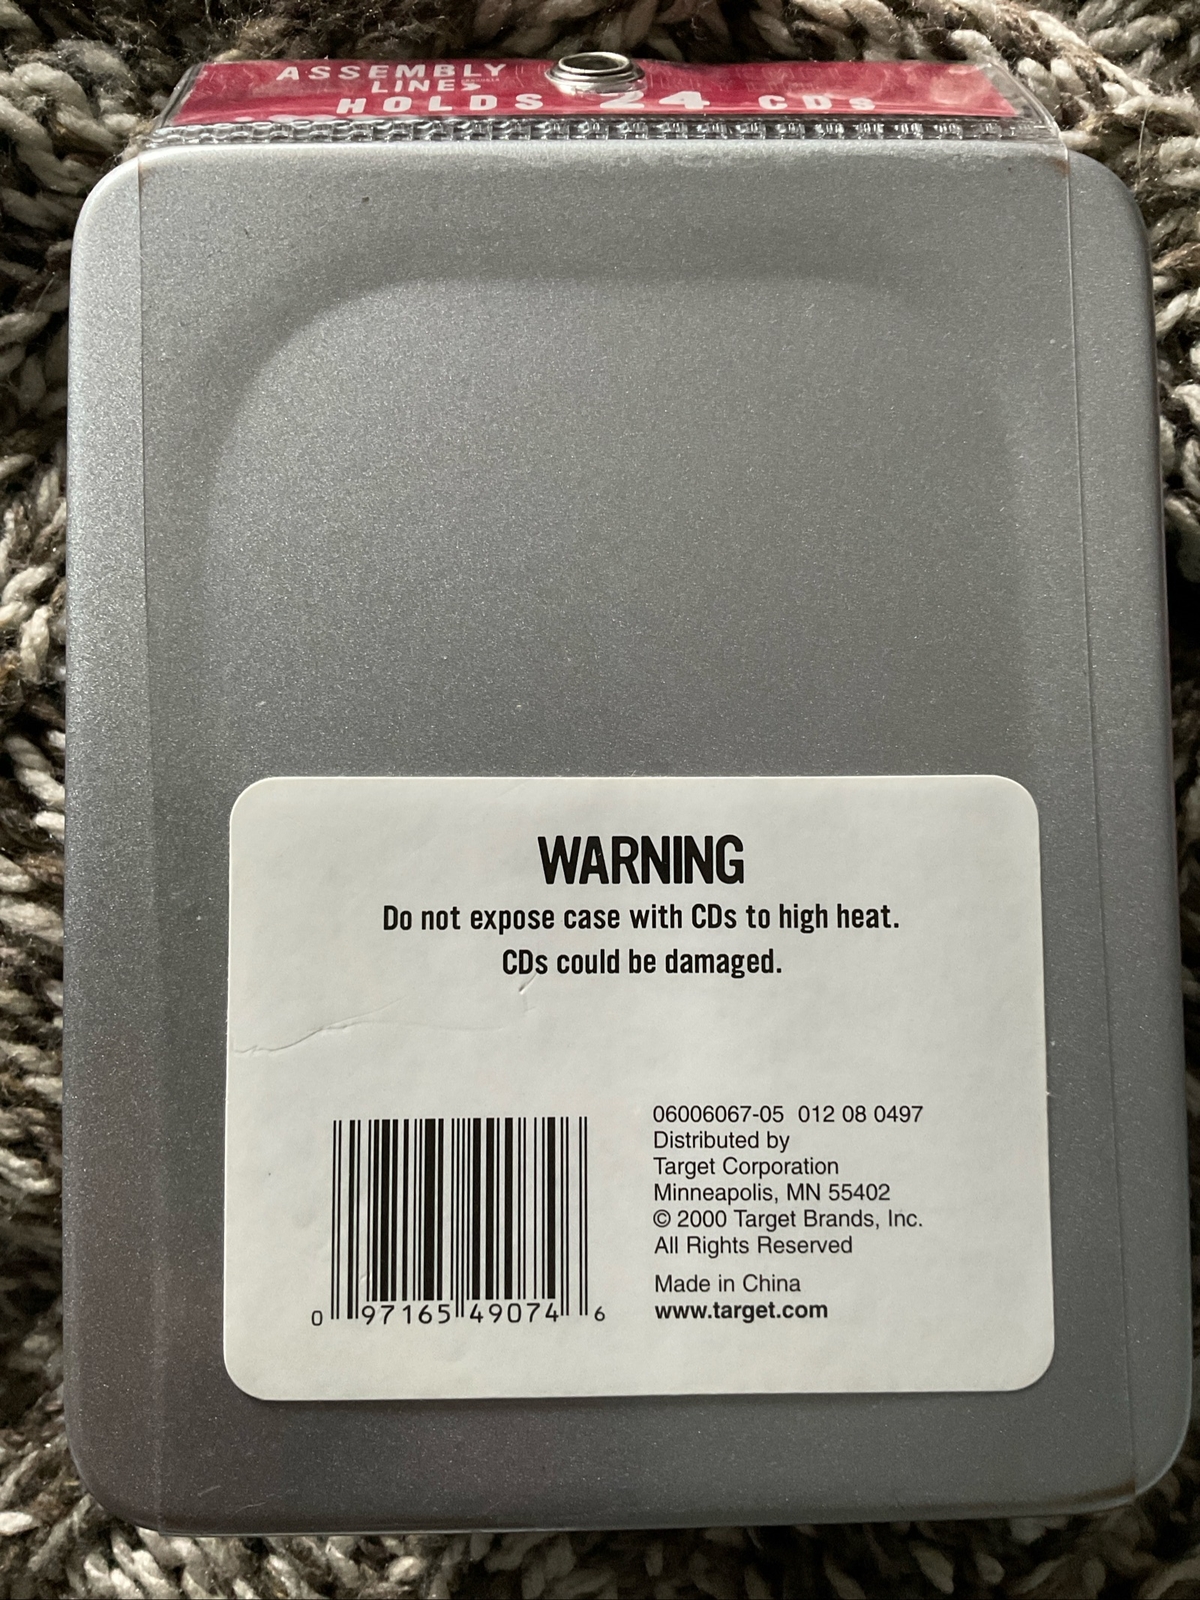 ASSEMBLY
LINE
HOLDS 24 CDs
WARNING
Do not expose case with CDs to high heat.
CDs could be damaged.
06006067-05 012 08 0497
Distributed by
Target Corporation
Minneapolis, MN 55402
© 2000 Target Brands, Inc.
All Rights Reserved
Made in China
www.target.com
0 97165 49074 6